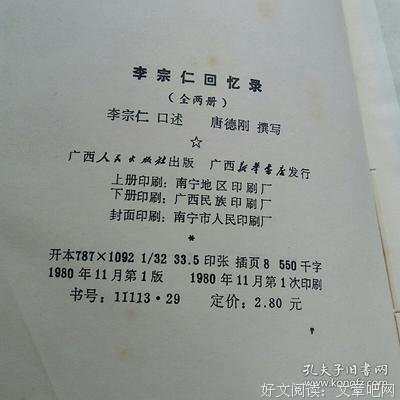 李宗仁回忆录
(全两册)
李宗仁 口述 唐德刚 撰写
☆
广西人民出版社出版 广西新华书店发行
上册印刷：南宁地区印刷厂
下册印刷：广西民族印刷厂
封面印刷：南宁市人民印刷厂
*
开本787×1092 1/32 33.5印张 插页8 550千字
1980年11月第1版 1980年11月第1次印刷
书号：11113·29 定价：2.80元
孔夫子旧书网
www.kongfz.com
好文阅读：文章吧网